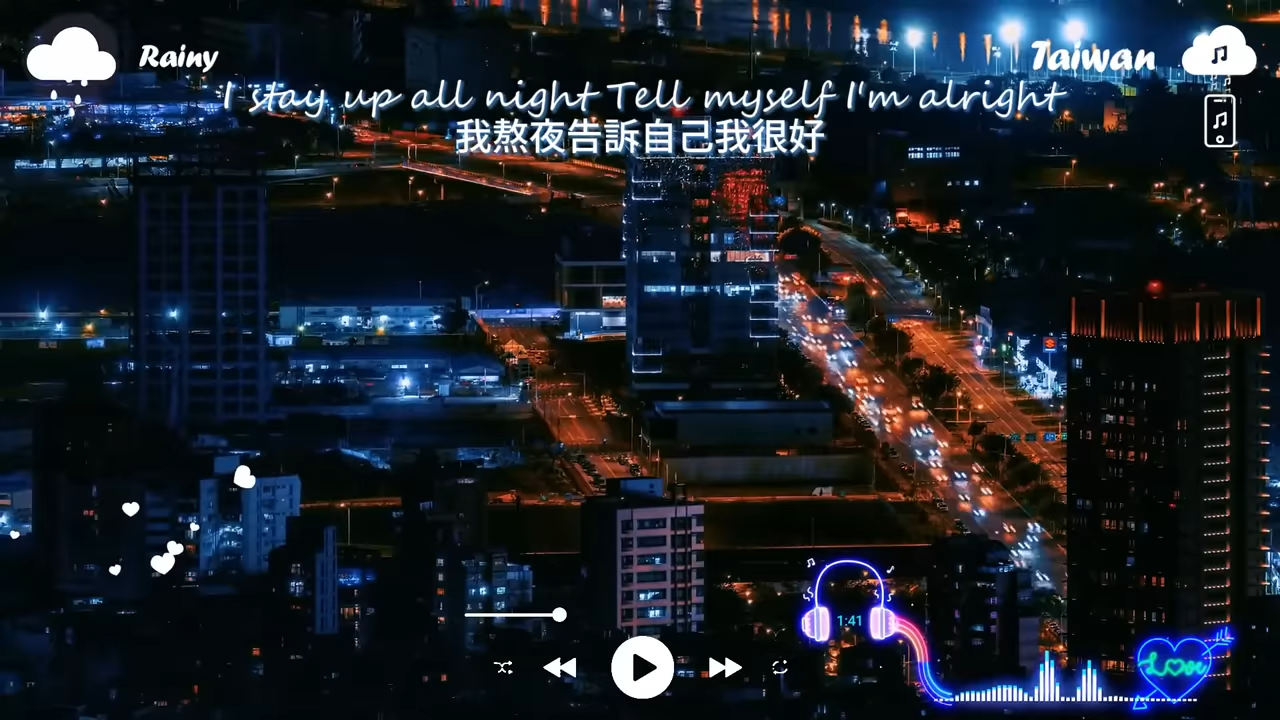 Rainy
Taiwan
I stay up all night Tell myself I'm alright
我熬夜告訴自己我很好
1:41
Love